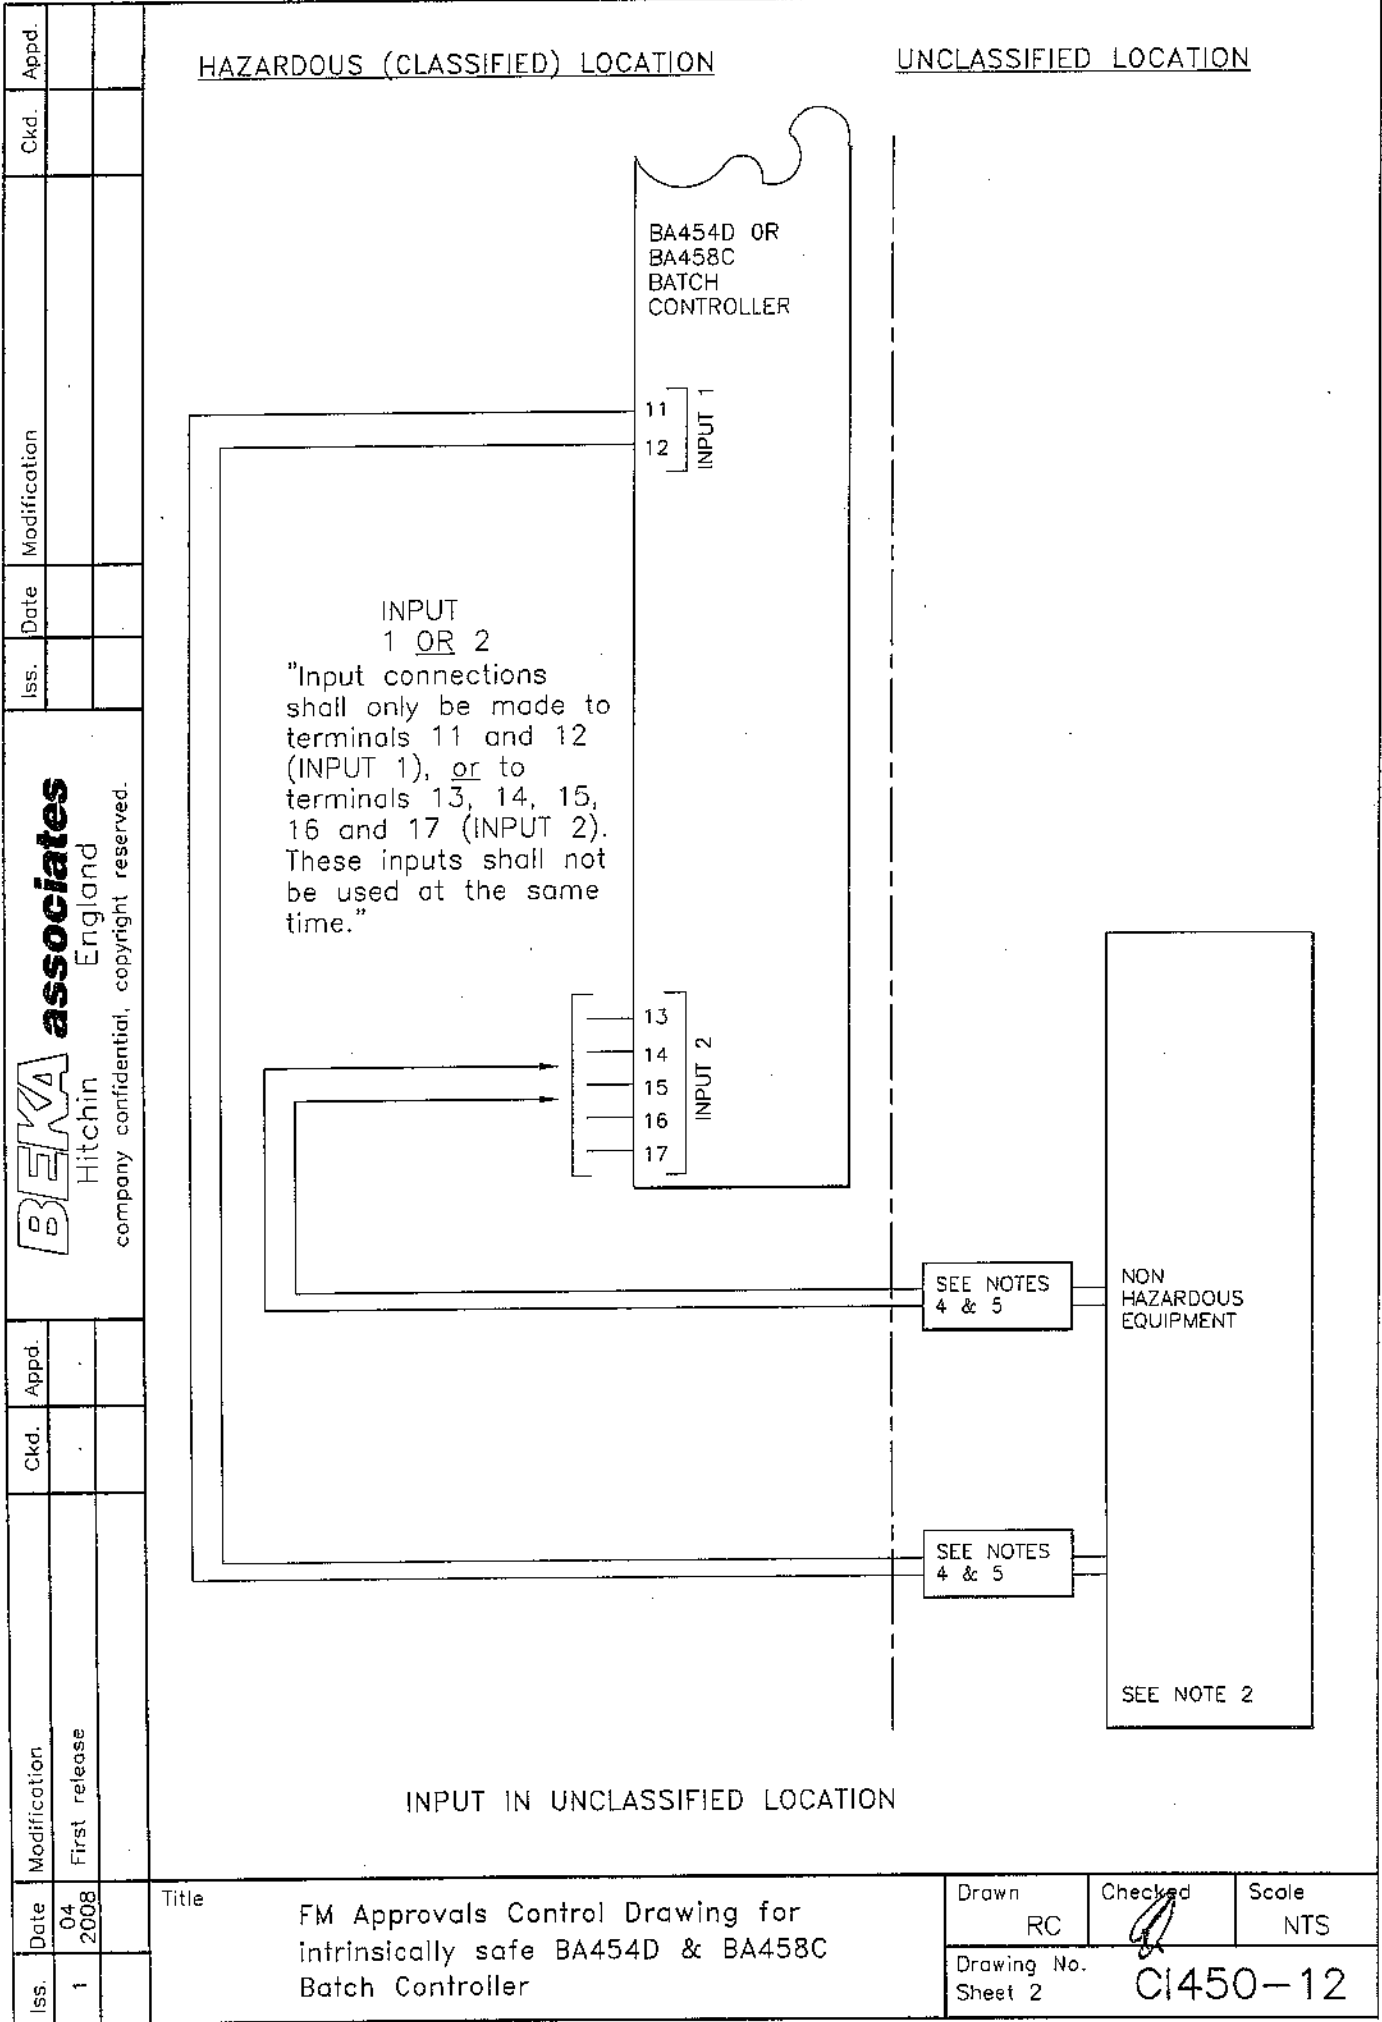 HAZARDOUS (CLASSIFIED) LOCATION
UNCLASSIFIED LOCATION
BA454D OR
BA458C
BATCH
CONTROLLER
11
12
INPUT 1
INPUT
1 OR 2
"Input connections
shall only be made to
terminals 11 and 12
(INPUT 1), or to
terminals 13, 14, 15,
16 and 17 (INPUT 2).
These inputs shall not
be used at the same
time."
13
14
15
16
17
INPUT 2
SEE NOTES
4 & 5
NON
HAZARDOUS
EQUIPMENT
SEE NOTES
4 & 5
SEE NOTE 2
INPUT IN UNCLASSIFIED LOCATION
Iss. Date Modification Ckd. Appd.
BEKA associates
Hitchin England
company confidential, copyright reserved.
Iss. Date Modification Ckd. Appd.
1 04 2008 First release
Title
FM Approvals Control Drawing for
intrinsically safe BA454D & BA458C
Batch Controller
Drawn
RC
Checked
Scale
NTS
Drawing No.
Sheet 2
CI450-12